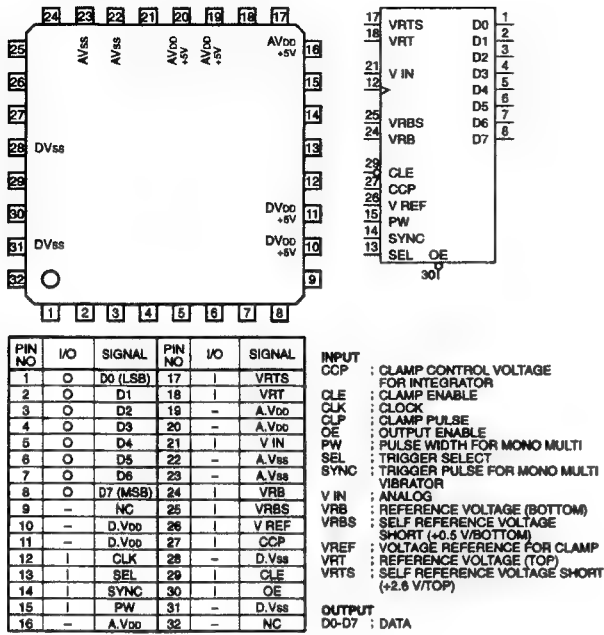 24 23 22 21 20 19 18 17
AVss AVss AVDD +5V AVDD +5V AVDD +5V
25 16
26 15
27 14
28 DVss 13
29 12
30 DVDD +5V 11
31 DVss DVDD +5V 10
32 9
1 2 3 4 5 6 7 8
17 VRTS D0 1
18 VRT D1 2
D2 3
21 V IN D3 4
12 D4 5
D5 6
25 VRBS D6 7
24 VRB D7 8
29 CLE
27 CCP
26 V REF
15 PW
14 SYNC
13 SEL OE
30
PIN NO I/O SIGNAL PIN NO I/O SIGNAL
1 O D0 (LSB) 17 I VRTS
2 O D1 18 I VRT
3 O D2 19 – A.VDD
4 O D3 20 – A.VDD
5 O D4 21 I V IN
6 O D5 22 – A.Vss
7 O D6 23 – A.Vss
8 O D7 (MSB) 24 I VRB
9 – NC 25 I VRBS
10 – D.VDD 26 I V REF
11 – D.VDD 27 I CCP
12 I CLK 28 – D.Vss
13 I SEL 29 I CLE
14 I SYNC 30 I OE
15 I PW 31 – D.Vss
16 – A.VDD 32 – NC
INPUT
CCP : CLAMP CONTROL VOLTAGE
FOR INTEGRATOR
CLE : CLAMP ENABLE
CLK : CLOCK
CLP : CLAMP PULSE
OE : OUTPUT ENABLE
PW : PULSE WIDTH FOR MONO MULTI
SEL : TRIGGER SELECT
SYNC : TRIGGER PULSE FOR MONO MULTI
VIBRATOR
V IN : ANALOG
VRB : REFERENCE VOLTAGE (BOTTOM)
VRBS : SELF REFERENCE VOLTAGE
SHORT (+0.5 V/BOTTOM)
VREF : VOLTAGE REFERENCE FOR CLAMP
VRT : REFERENCE VOLTAGE (TOP)
VRTS : SELF REFERENCE VOLTAGE SHORT
(+2.6 V/TOP)
OUTPUT
D0-D7 : DATA